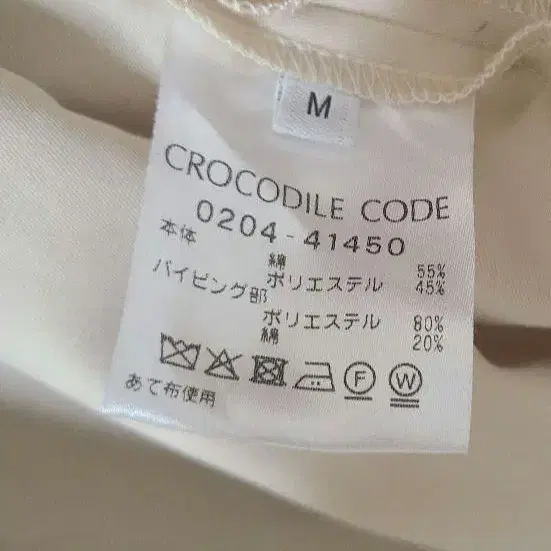 M
CROCODILE CODE
0204-41450
本体 綿 55%
ポリエステル 45%
パイピング部 ポリエステル 80%
綿 20%
F W
あて布使用